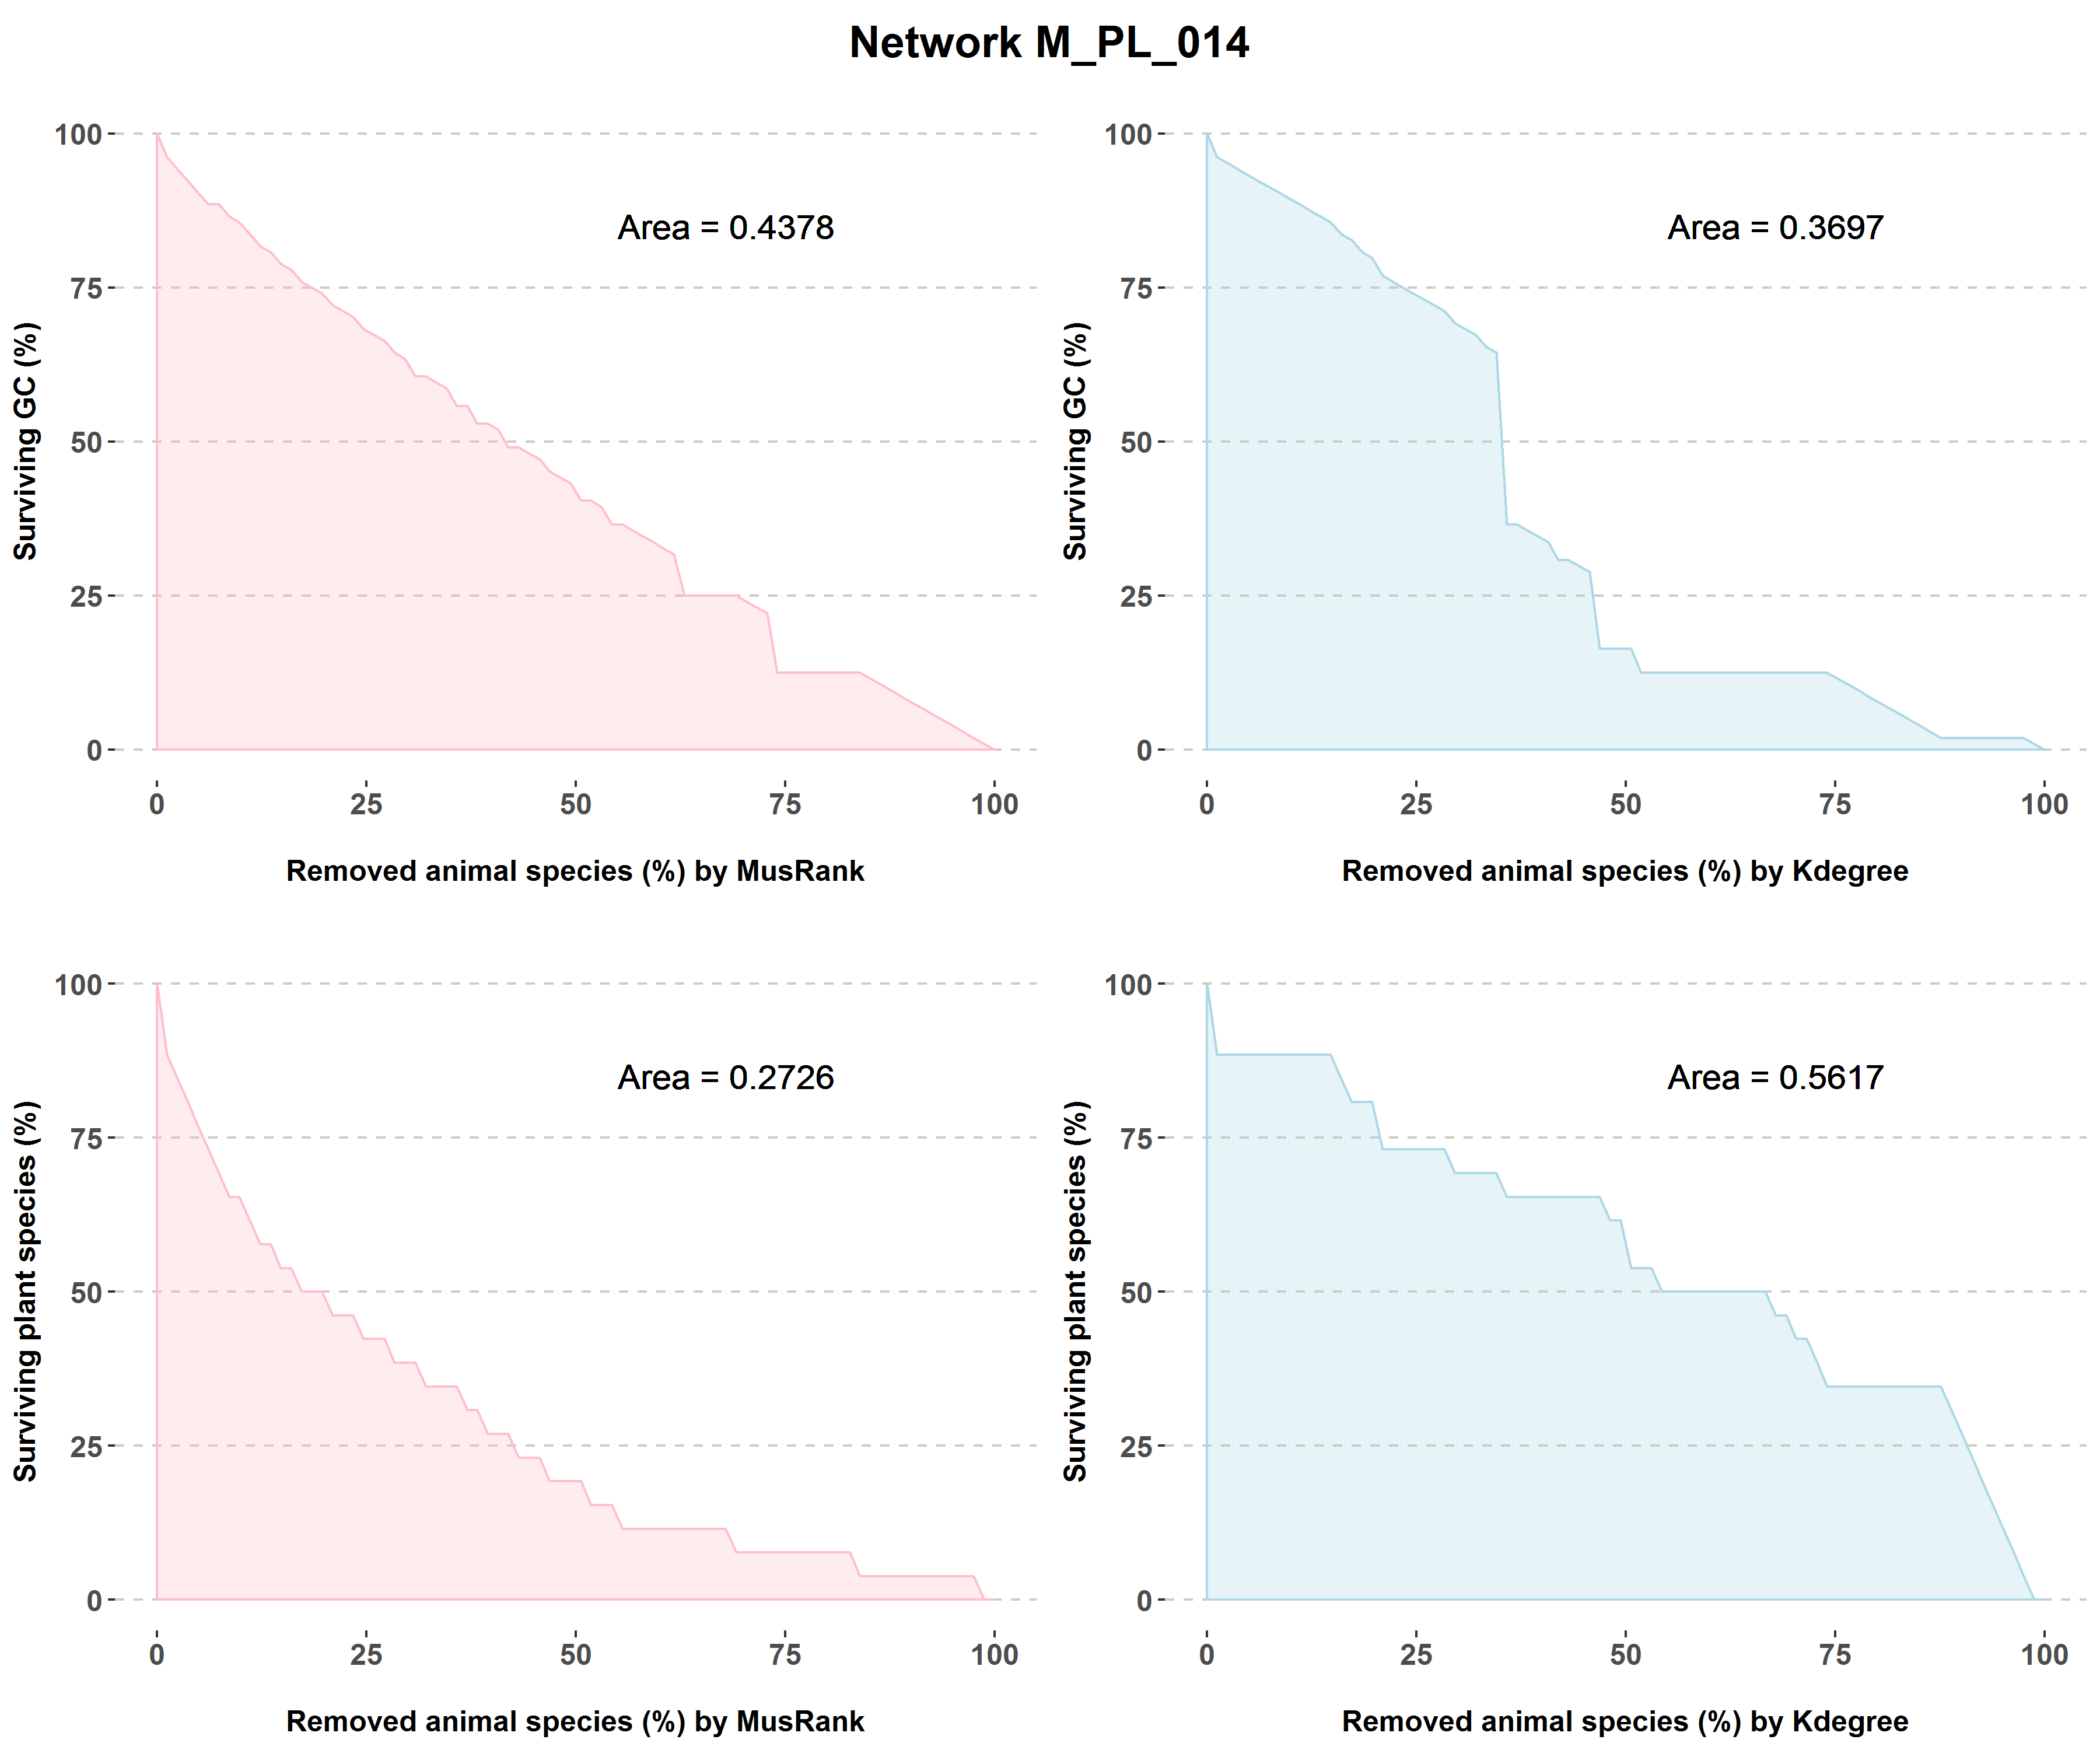 Network M_PL_014
Surviving GC (%)
100
75
50
25
0
Area = 0.4378
0 25 50 75 100
Removed animal species (%) by MusRank
Surviving GC (%)
100
75
50
25
0
Area = 0.3697
0 25 50 75 100
Removed animal species (%) by Kdegree
Surviving plant species (%)
100
75
50
25
0
Area = 0.2726
0 25 50 75 100
Removed animal species (%) by MusRank
Surviving plant species (%)
100
75
50
25
0
Area = 0.5617
0 25 50 75 100
Removed animal species (%) by Kdegree